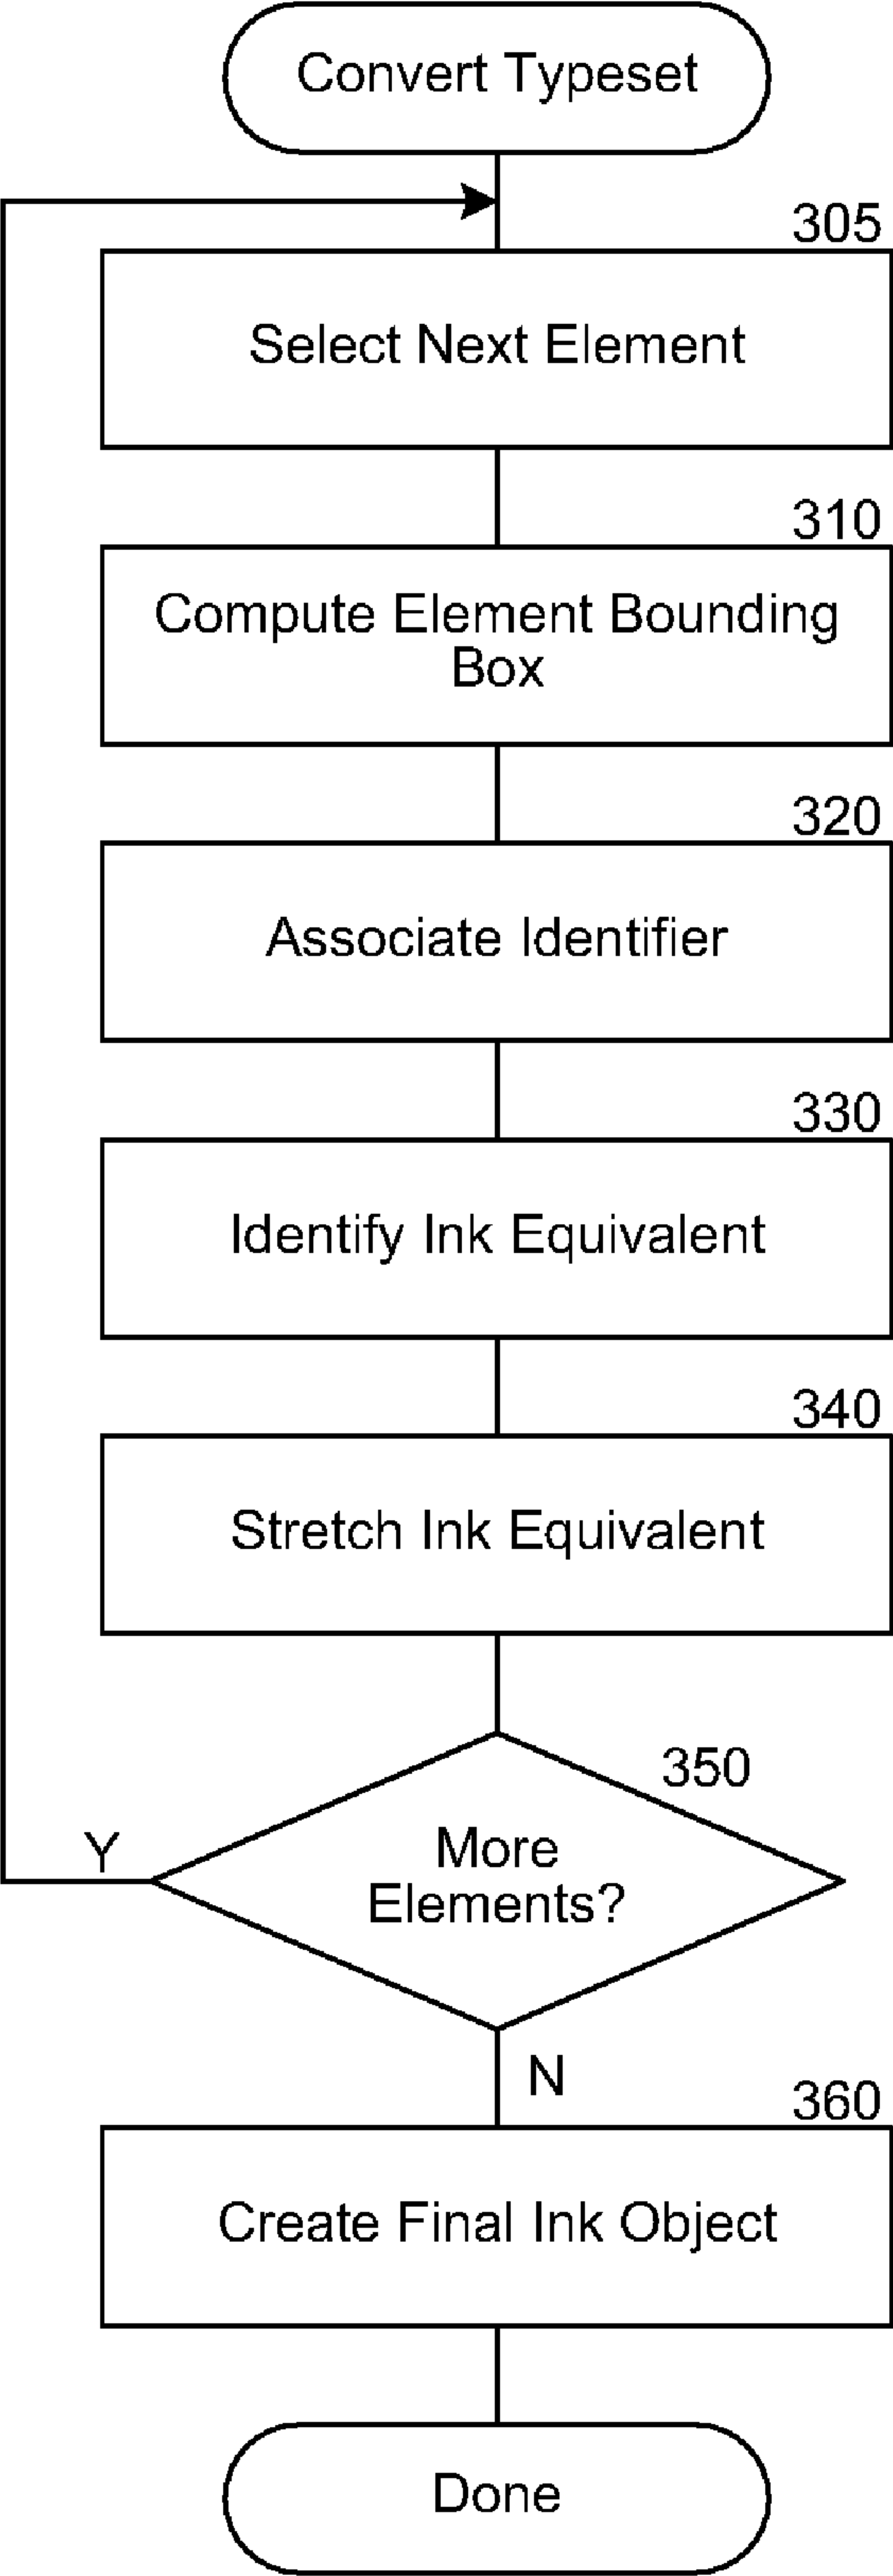 Convert Typeset
305
Select Next Element
310
Compute Element Bounding
Box
320
Associate Identifier
330
Identify Ink Equivalent
340
Stretch Ink Equivalent
350
More
Elements?
Y
N
360
Create Final Ink Object
Done